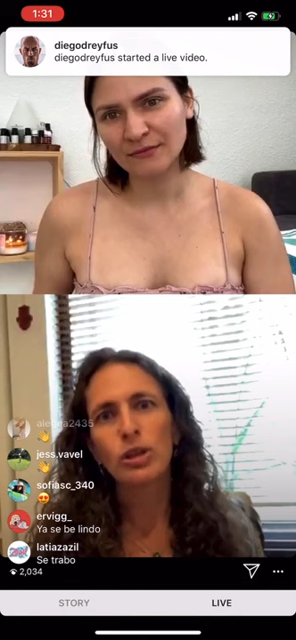 1:31
diegodreyfus
diegodreyfus started a live video.
alegra2435
jess.vavel
sofiasc_340
ervigg_
Ya se be lindo
latiazazil
Se trabo
2,034
STORY
LIVE